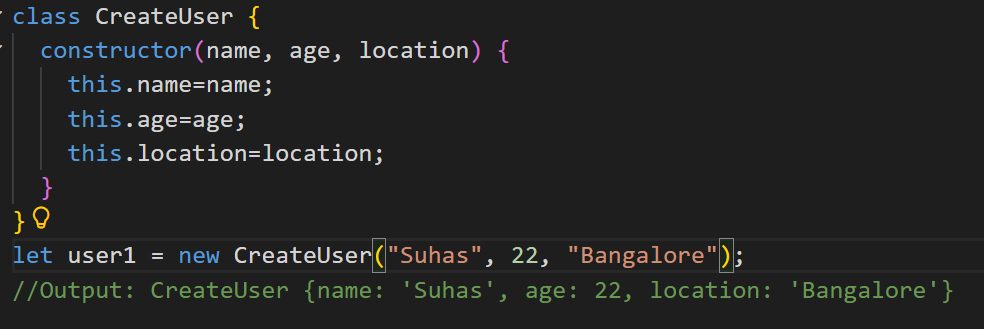 class CreateUser {
  constructor(name, age, location) {
    this.name=name;
    this.age=age;
    this.location=location;
  }
}
let user1 = new CreateUser("Suhas", 22, "Bangalore");
//Output: CreateUser {name: 'Suhas', age: 22, location: 'Bangalore'}